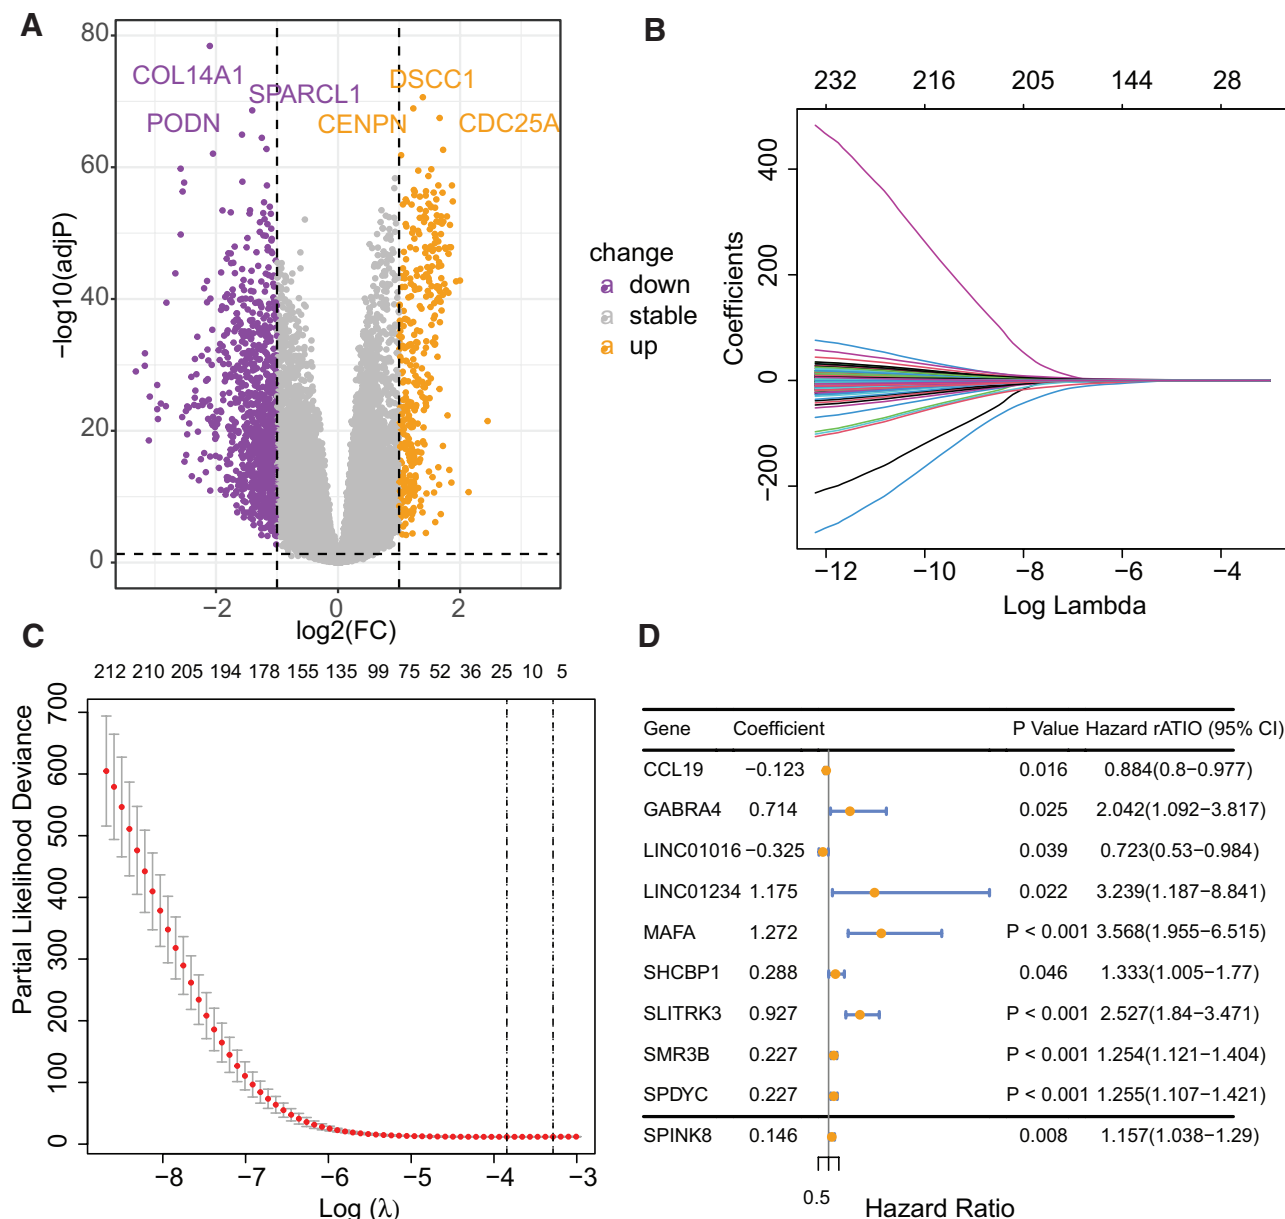 A
80
60
40
20
0
−log10(adjP)
COL14A1
SPARCL1
PODN
DSCC1
CENPN
CDC25A
−2
0
2
log2(FC)
change
a down
a stable
a up
B
232 216 205 144 28
400
200
0
−200
Coefficients
−12 −10 −8 −6 −4
Log Lambda
C
212 210 205 194 178 155 135 99 75 52 36 25 10 5
700
600
500
400
300
200
100
0
Partial Likelihood Deviance
−8 −7 −6 −5 −4 −3
Log (λ)
D
Gene Coefficient P Value Hazard rATIO (95% CI)
CCL19 −0.123 0.016 0.884(0.8−0.977)
GABRA4 0.714 0.025 2.042(1.092−3.817)
LINC01016 −0.325 0.039 0.723(0.53−0.984)
LINC01234 1.175 0.022 3.239(1.187−8.841)
MAFA 1.272 P < 0.001 3.568(1.955−6.515)
SHCBP1 0.288 0.046 1.333(1.005−1.77)
SLITRK3 0.927 P < 0.001 2.527(1.84−3.471)
SMR3B 0.227 P < 0.001 1.254(1.121−1.404)
SPDYC 0.227 P < 0.001 1.255(1.107−1.421)
SPINK8 0.146 0.008 1.157(1.038−1.29)
0.5
Hazard Ratio